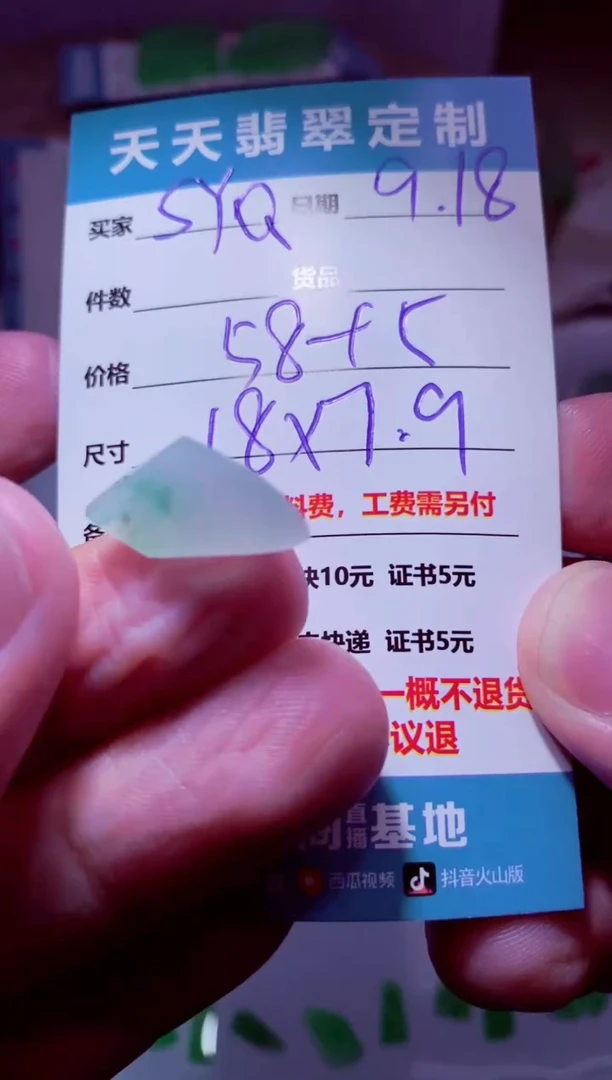 天天翡翠定制
买家 SYQ 日期 9.18
件数 货品
价格 58+5
尺寸 18×7.9
料费，工费需另付
10元 证书5元
快递 证书5元
一概不退货
议退
直播基地
西瓜视频 抖音火山版